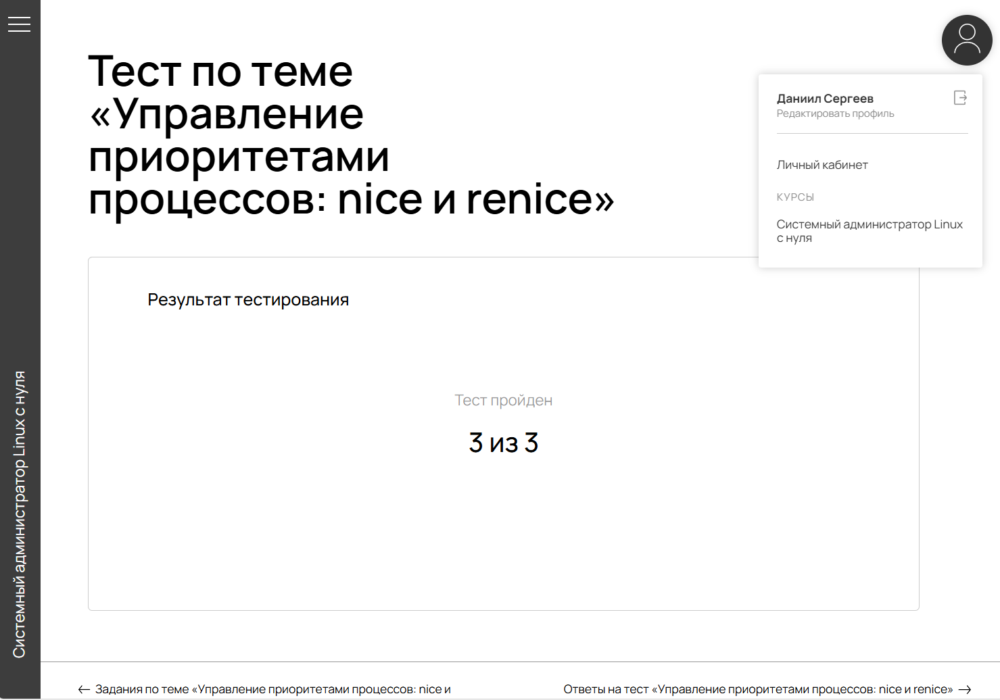 Тест по теме
«Управление
приоритетами
процессов: nice и renice»
Даниил Сергеев
Редактировать профиль
Личный кабинет
КУРСЫ
Системный администратор Linux
с нуля
Результат тестирования
Тест пройден
3 из 3
Системный администратор Linux с нуля
← Задания по теме «Управление приоритетами процессов: nice и
Ответы на тест «Управление приоритетами процессов: nice и renice» →